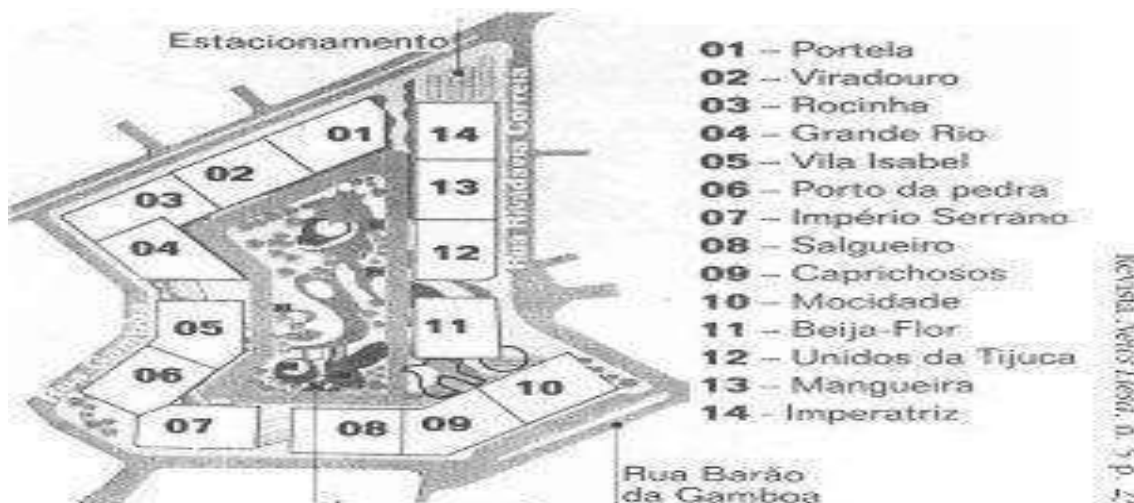 Estacionamento
01 – Portela
02 – Viradouro
03 – Rocinha
04 – Grande Rio
05 – Vila Isabel
06 – Porto da pedra
07 – Império Serrano
08 – Salgueiro
09 – Caprichosos
10 – Mocidade
11 – Beija-Flor
12 – Unidos da Tijuca
13 – Mangueira
14 - Imperatriz
01
02
03
04
05
06
07
08
09
10
11
12
13
14
Rua Barão
da Gamboa